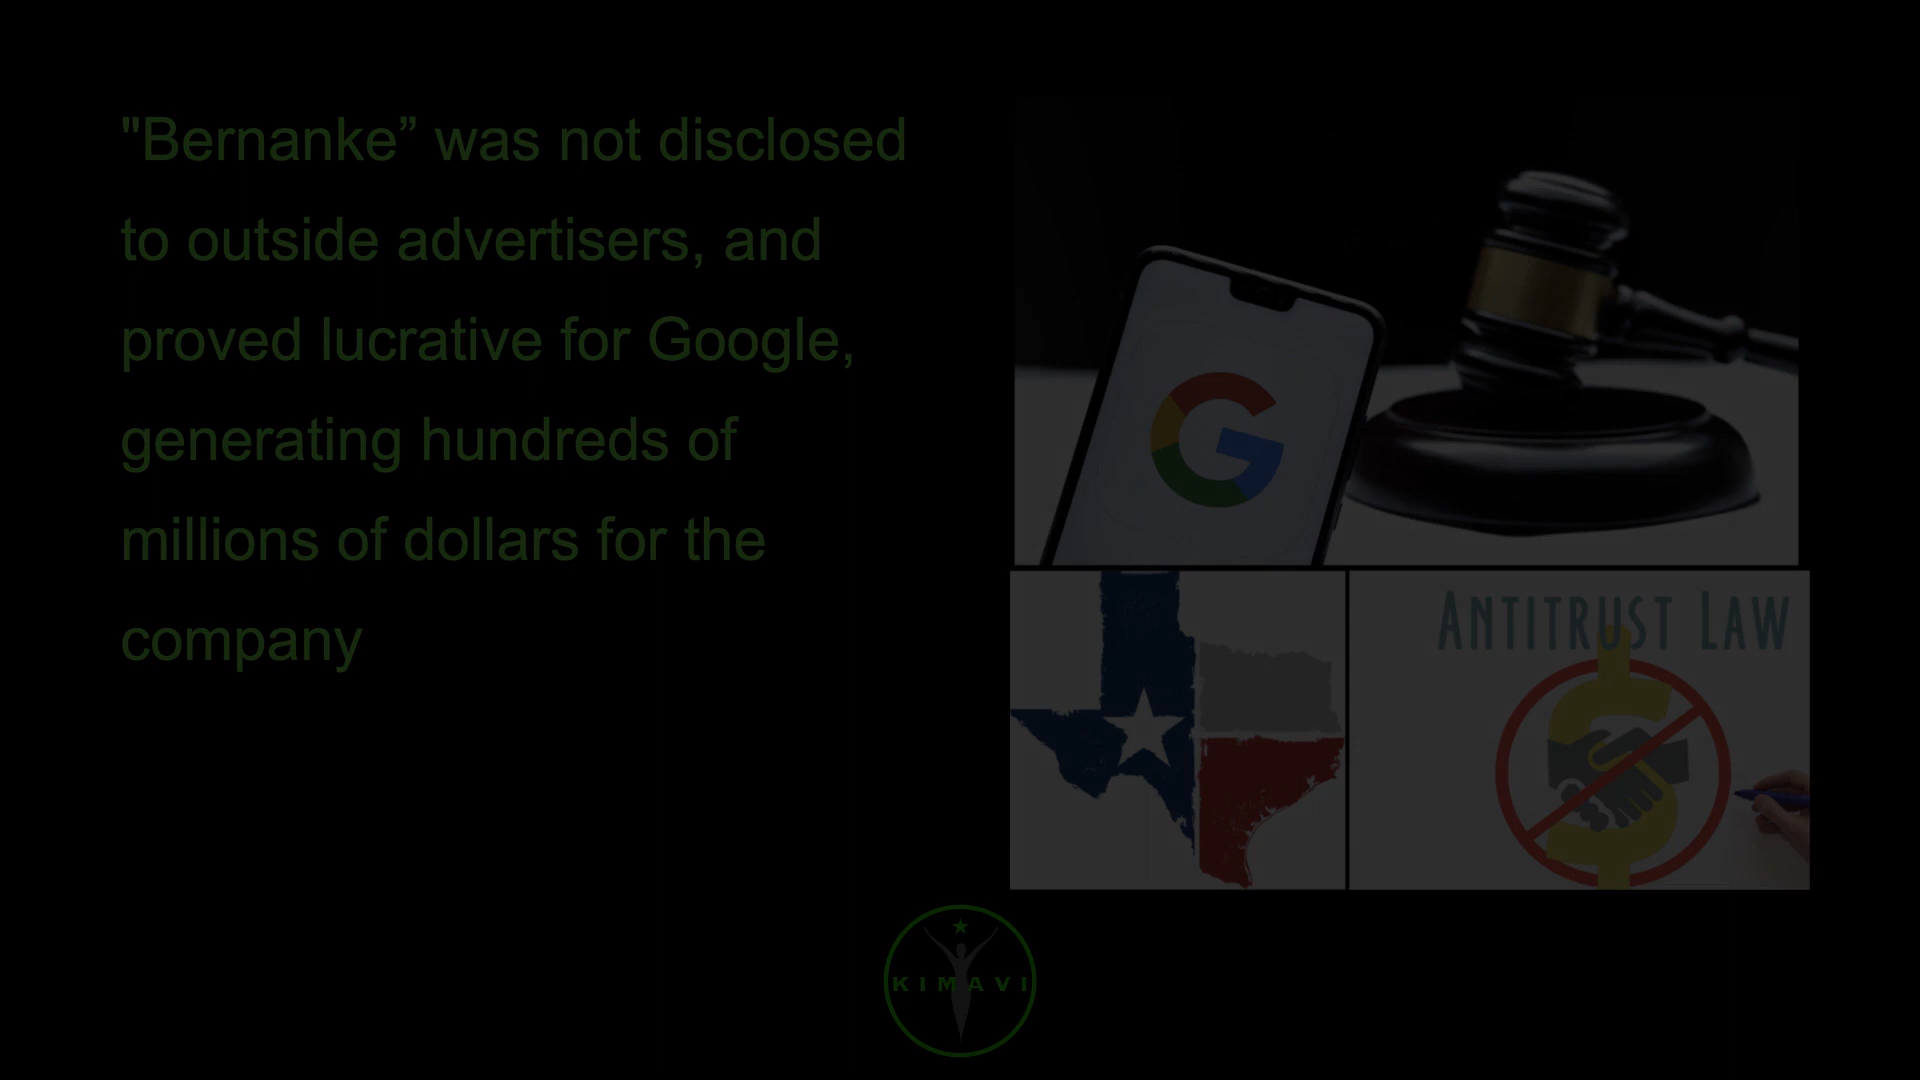 "Bernanke” was not disclosed
to outside advertisers, and
proved lucrative for Google,
generating hundreds of
millions of dollars for the
company
ANTITRUST LAW
KIMAVI